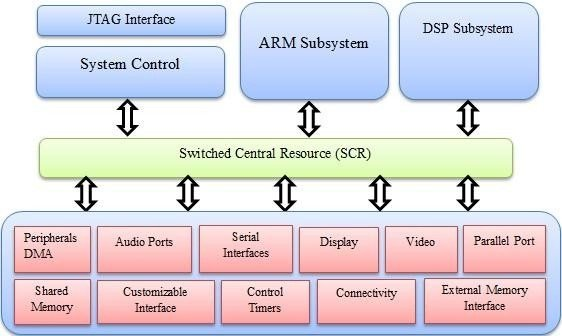 JTAG Interface
System Control
ARM Subsystem
DSP Subsystem
Switched Central Resource (SCR)
Peripherals
DMA
Audio Ports
Serial
Interfaces
Display
Video
Parallel Port
Shared
Memory
Customizable
Interface
Control
Timers
Connectivity
External Memory
Interface